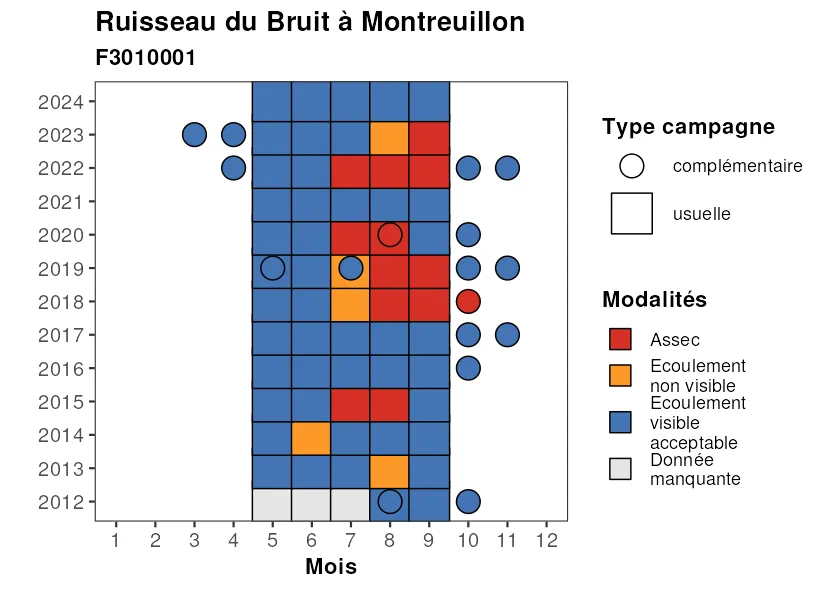 Ruisseau du Bruit à Montreuillon
F3010001
2024
2023
2022
2021
2020
2019
2018
2017
2016
2015
2014
2013
2012
1 2 3 4 5 6 7 8 9 10 11 12
Mois
Type campagne
complémentaire
usuelle
Modalités
Assec
Ecoulement
non visible
Ecoulement
visible
acceptable
Donnée
manquante